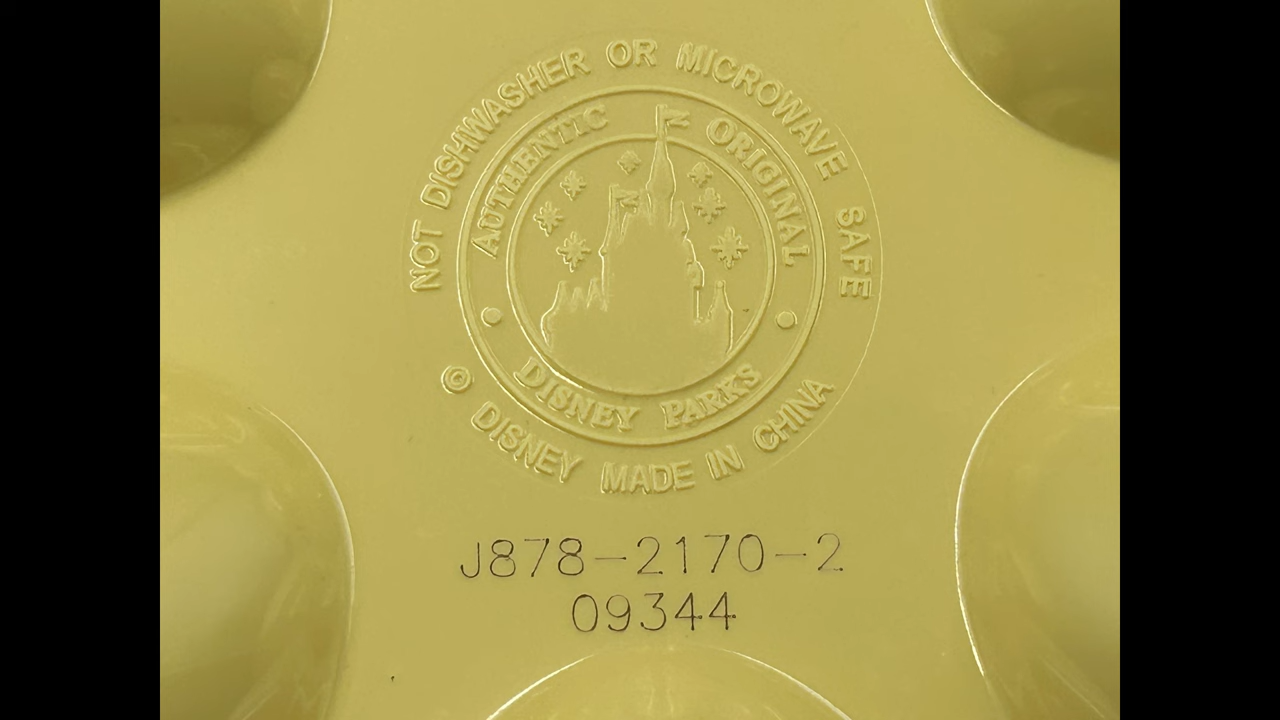 NOT DISHWASHER OR MICROWAVE SAFE
AUTHENTIC ORIGINAL
DISNEY PARKS
© DISNEY MADE IN CHINA
J878-2170-2
09344